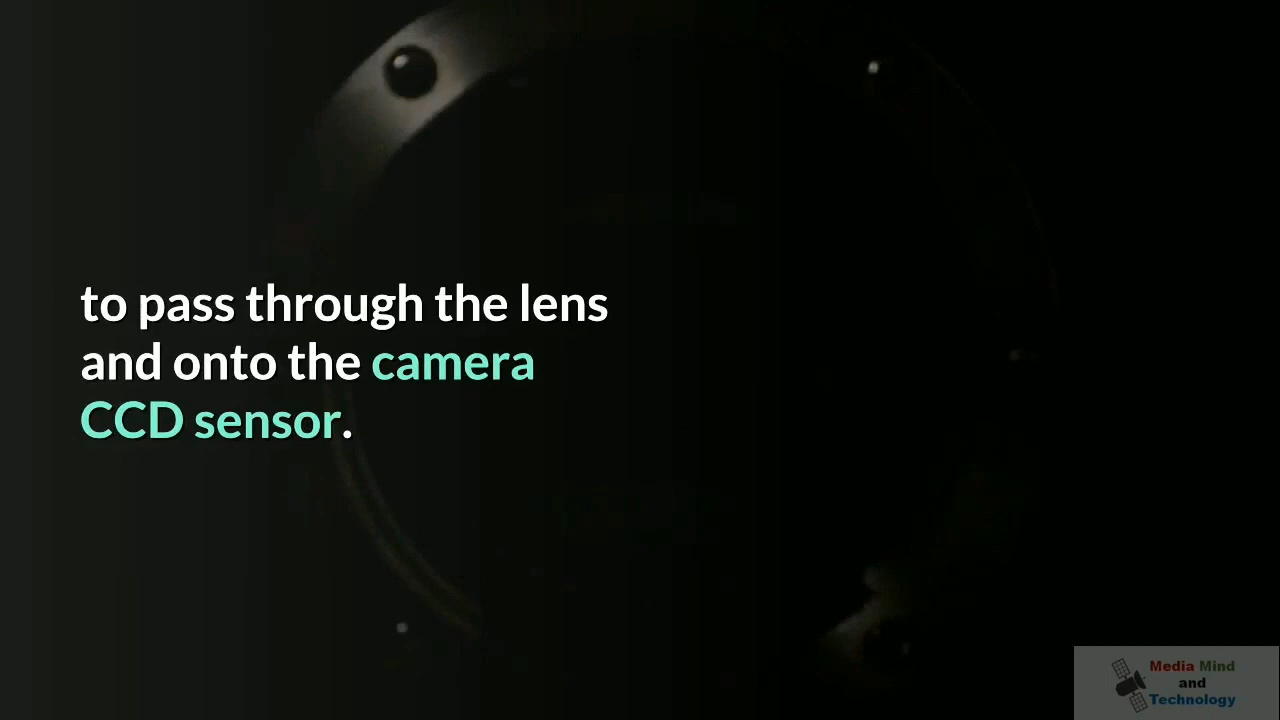 to pass through the lens
and onto the camera
CCD sensor.
Media Mind
and
Technology